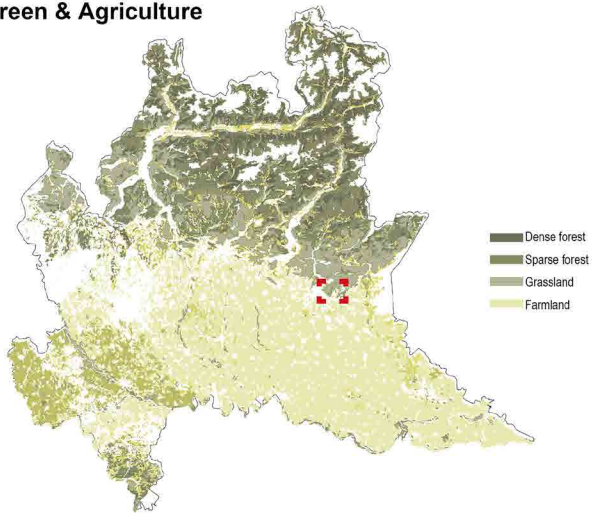 reen & Agriculture
Dense forest
Sparse forest
Grassland
Farmland